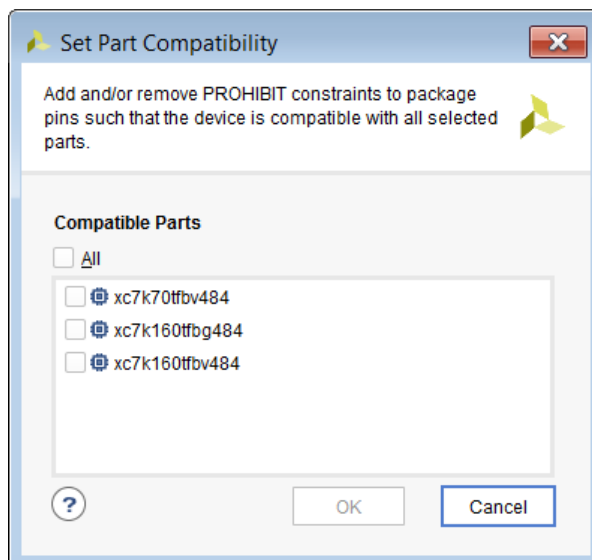 Set Part Compatibility
Add and/or remove PROHIBIT constraints to package
pins such that the device is compatible with all selected
parts.
Compatible Parts
All
xc7k70tfbv484
xc7k160tfbg484
xc7k160tfbv484
?
OK
Cancel